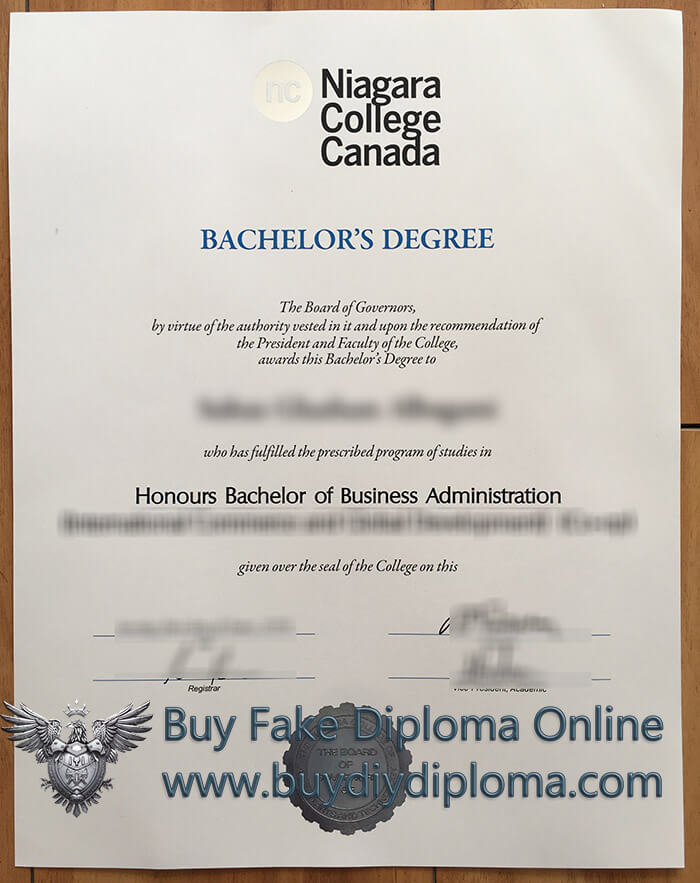 nc
Niagara
College
Canada
BACHELOR'S DEGREE
The Board of Governors,
by virtue of the authority vested in it and upon the recommendation of
the President and Faculty of the College,
awards this Bachelor's Degree to
who has fulfilled the prescribed program of studies in
Honours Bachelor of Business Administration
given over the seal of the College on this
Registrar
Vice President, Academic
Buy Fake Diploma Online
www.buydiydiploma.com
THE BOARD
OF